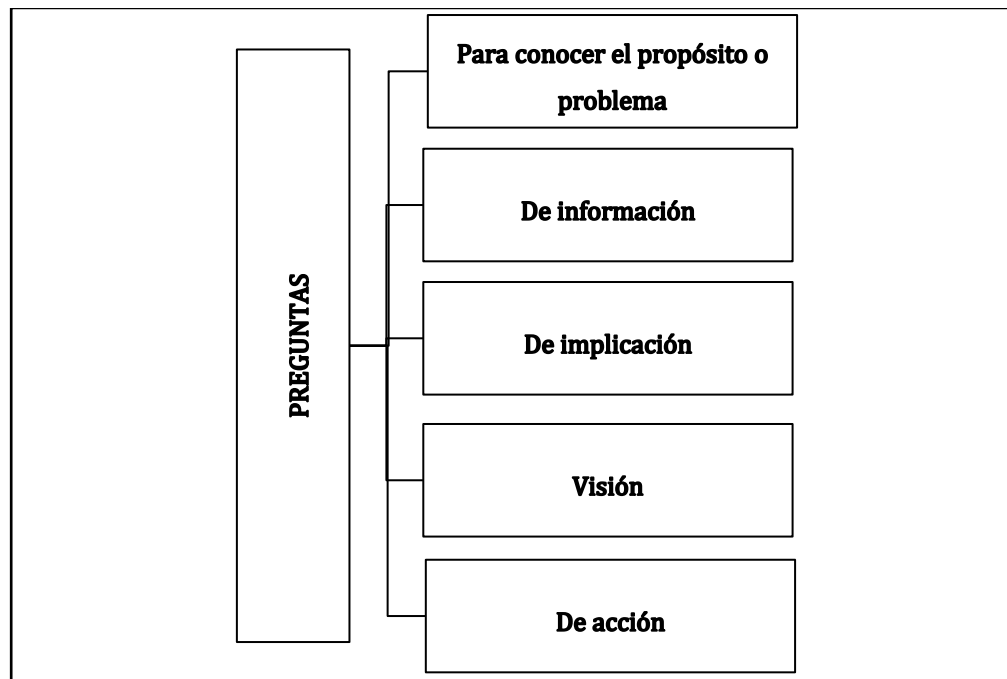 PREGUNTAS
Para conocer el propósito o
problema
De información
De implicación
Visión
De acción